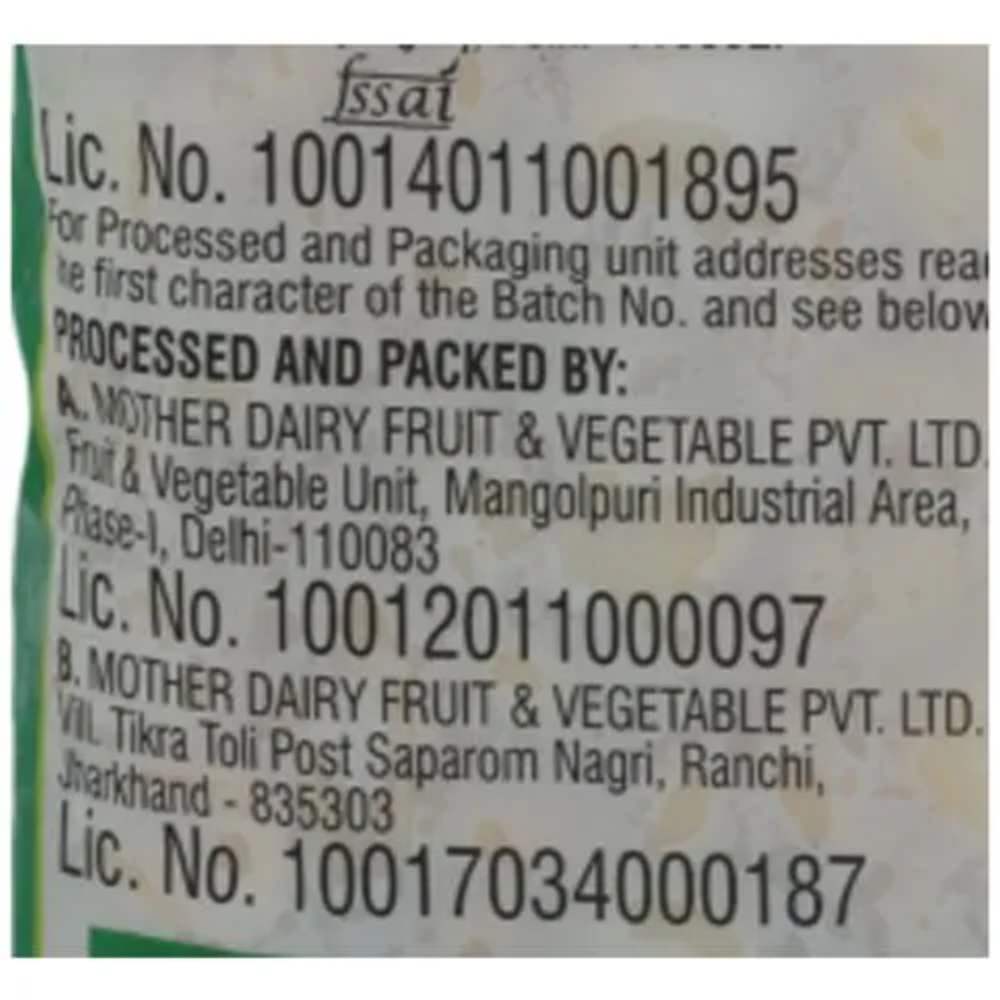 fssai
Lic. No. 10014011001895
For Processed and Packaging unit addresses
first character of the Batch No. and see below
PROCESSED AND PACKED BY:
A. MOTHER DAIRY FRUIT & VEGETABLE PVT. LTD.
Fruit & Vegetable Unit, Mangolpuri Industrial Area,
Phase-I, Delhi-110083
Lic. No. 10012011000097
B. MOTHER DAIRY FRUIT & VEGETABLE PVT. LTD.
Vill. Tikra Toli Post Saparom Nagri, Ranchi,
Jharkhand - 835303
Lic. No. 10017034000187